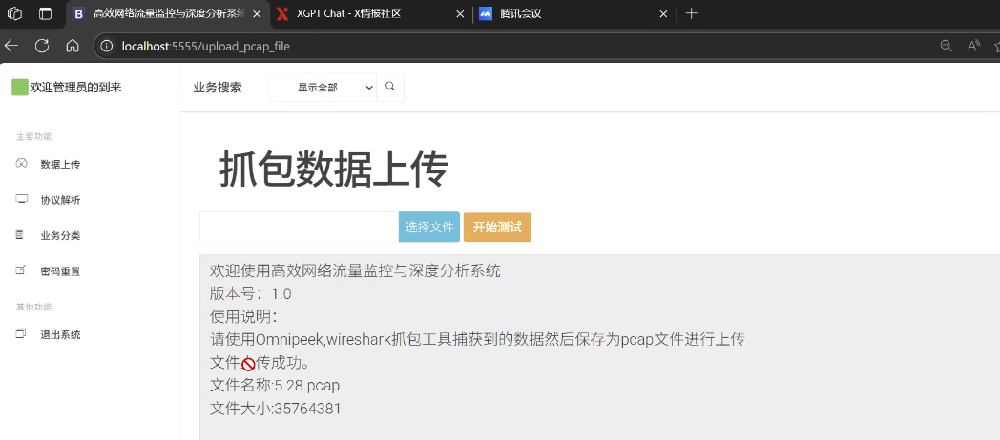 高效网络流量监控与深度分析系统
XGPT Chat - X情报社区
腾讯会议
localhost:5555/upload_pcap_file
欢迎管理员的到来
业务搜索
显示全部
主要功能
数据上传
协议解析
业务分类
密码重置
其他功能
退出系统
抓包数据上传
选择文件
开始测试
欢迎使用高效网络流量监控与深度分析系统
版本号：1.0
使用说明：
请使用Omnipeek,wireshark抓包工具捕获到的数据然后保存为pcap文件进行上传
文件上传成功。
文件名称:5.28.pcap
文件大小:35764381